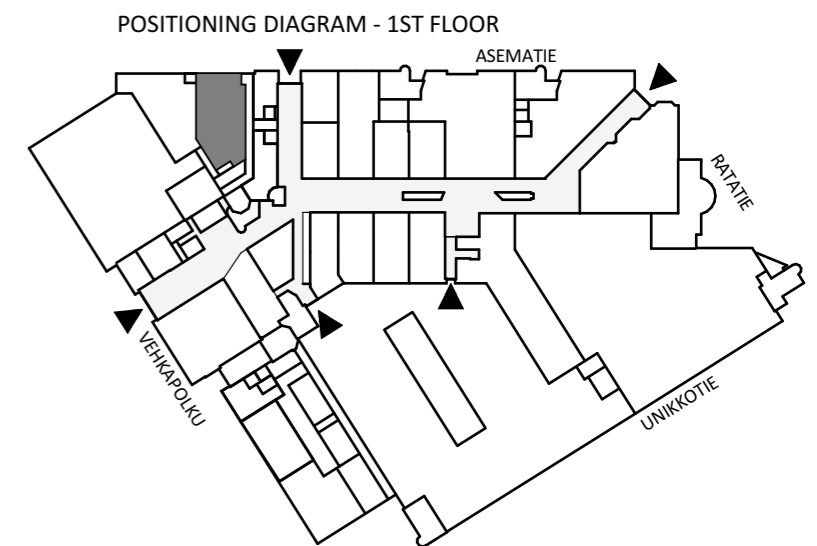 POSITIONING DIAGRAM - 1ST FLOOR
ASEMATIE
RATATIE
VEHKAPOLKU
UNIKKOTIE